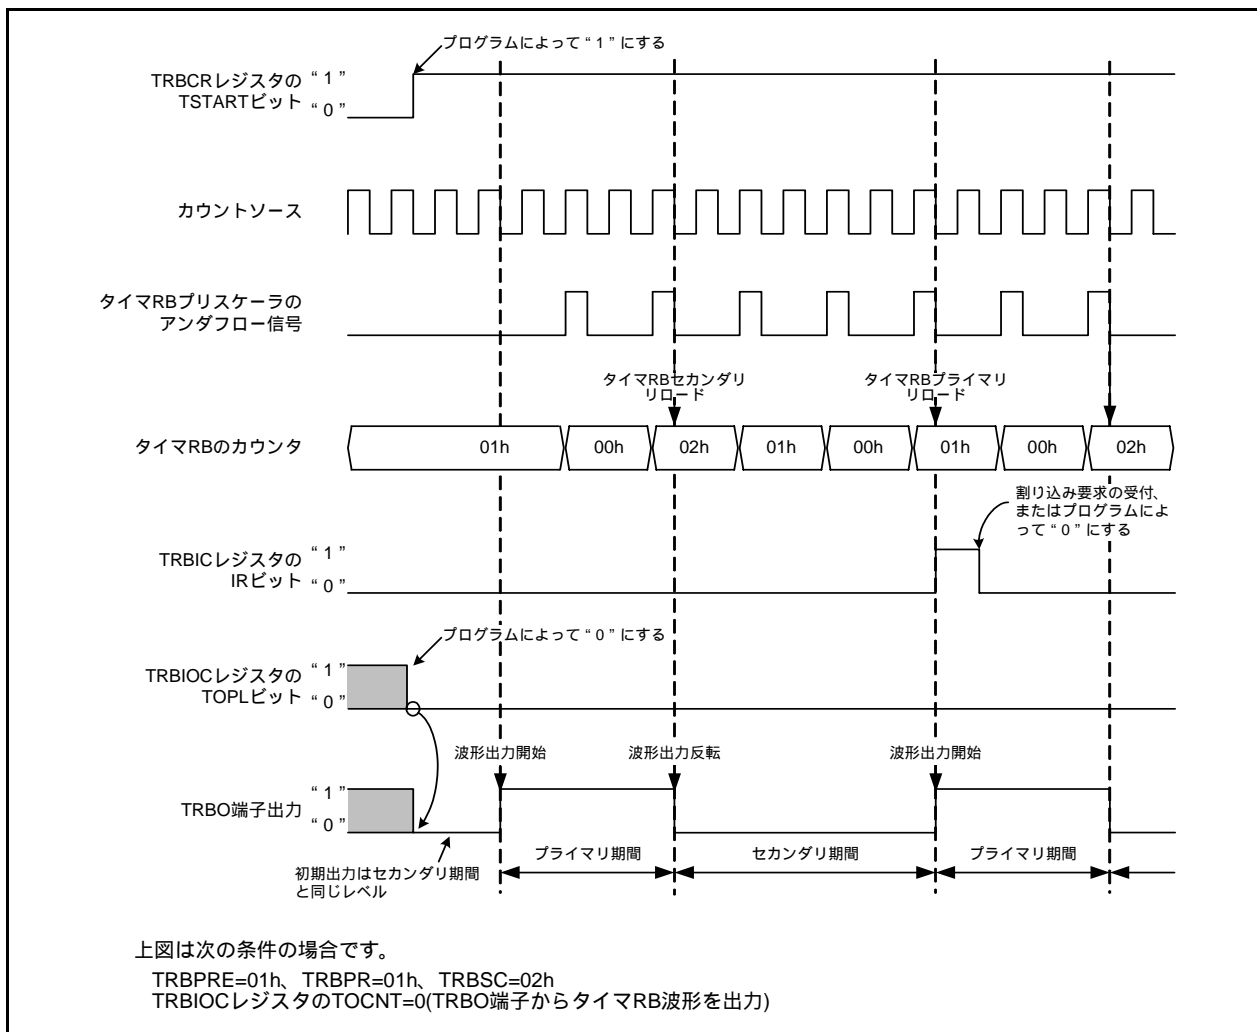 プログラムによって“1”にする
TRBCRレジスタの
TSTARTビット
“1”
“0”
カウントソース
タイマRBプリスケーラの
アンダフロー信号
タイマRBセカンダリ
リロード
タイマRBプライマリ
リロード
タイマRBのカウンタ
01h 00h 02h 01h 00h 01h 00h 02h
割り込み要求の受付、
またはプログラムによ
って“0”にする
TRBICレジスタの
IRビット
“1”
“0”
プログラムによって“0”にする
TRBIOCレジスタの
TOPLビット
“1”
“0”
波形出力開始 波形出力反転 波形出力開始
TRBO端子出力
“1”
“0”
プライマリ期間 セカンダリ期間 プライマリ期間
初期出力はセカンダリ期間
と同じレベル
上図は次の条件の場合です。
TRBPRE=01h、TRBPR=01h、TRBSC=02h
TRBIOCレジスタのTOCNT=0(TRBO端子からタイマRB波形を出力)